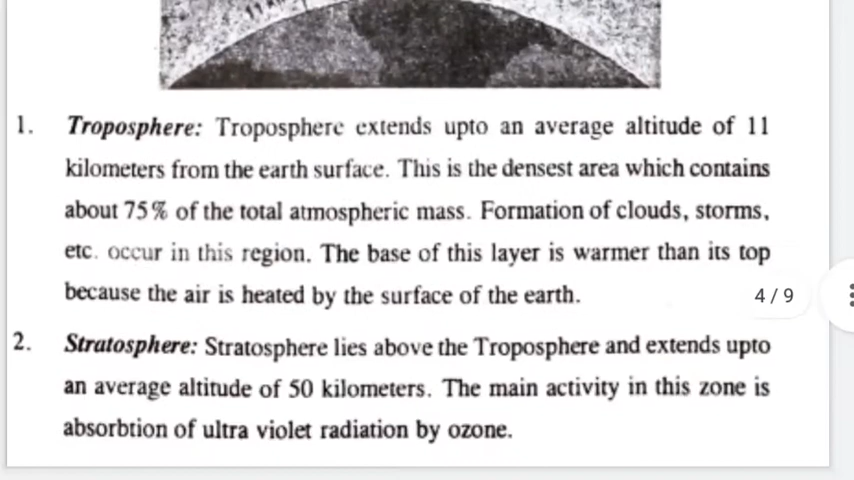 1. Troposphere: Troposphere extends upto an average altitude of 11
kilometers from the earth surface. This is the densest area which contains
about 75% of the total atmospheric mass. Formation of clouds, storms,
etc. occur in this region. The base of this layer is warmer than its top
because the air is heated by the surface of the earth.
4/9
2. Stratosphere: Stratosphere lies above the Troposphere and extends upto
an average altitude of 50 kilometers. The main activity in this zone is
absorbtion of ultra violet radiation by ozone.